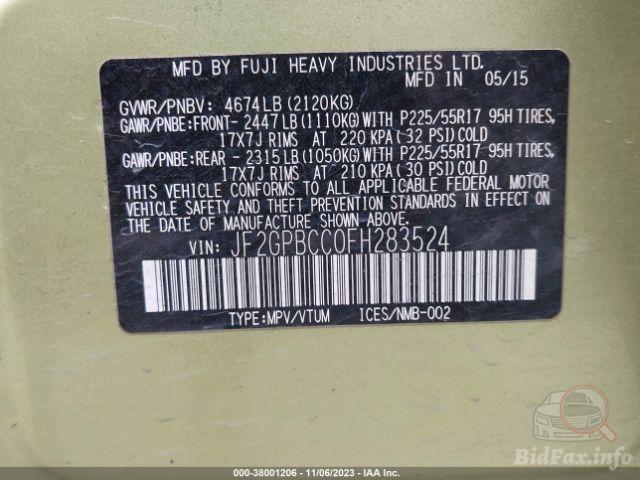 MFD BY FUJI HEAVY INDUSTRIES LTD.
MFD IN 05/15
GVWR/PNBV: 4674LB(2120KG)
GAWR/PNBE:FRONT- 2447LB(1110KG)WITH P225/55R17 95H TIRES,
17X7J RIMS AT 220 KPA(32 PSI)COLD
GAWR/PNBE:REAR - 2315LB(1050KG)WITH P225/55R17 95H TIRES,
17X7J RIMS AT 210 KPA(30 PSI)COLD
THIS VEHICLE CONFORMS TO ALL APPLICABLE FEDERAL MOTOR
VEHICLE SAFETY AND THEFT PREVENTION STANDARDS IN EFFECT ON
THE DATE OF MANUFACTURE SHOWN ABOVE.
VIN: JF2GPBCC0FH283524
TYPE:MPV/VTUM ICES/NMB-002
BidFax.info
000-38001206 - 11/06/2023 - IAA Inc.